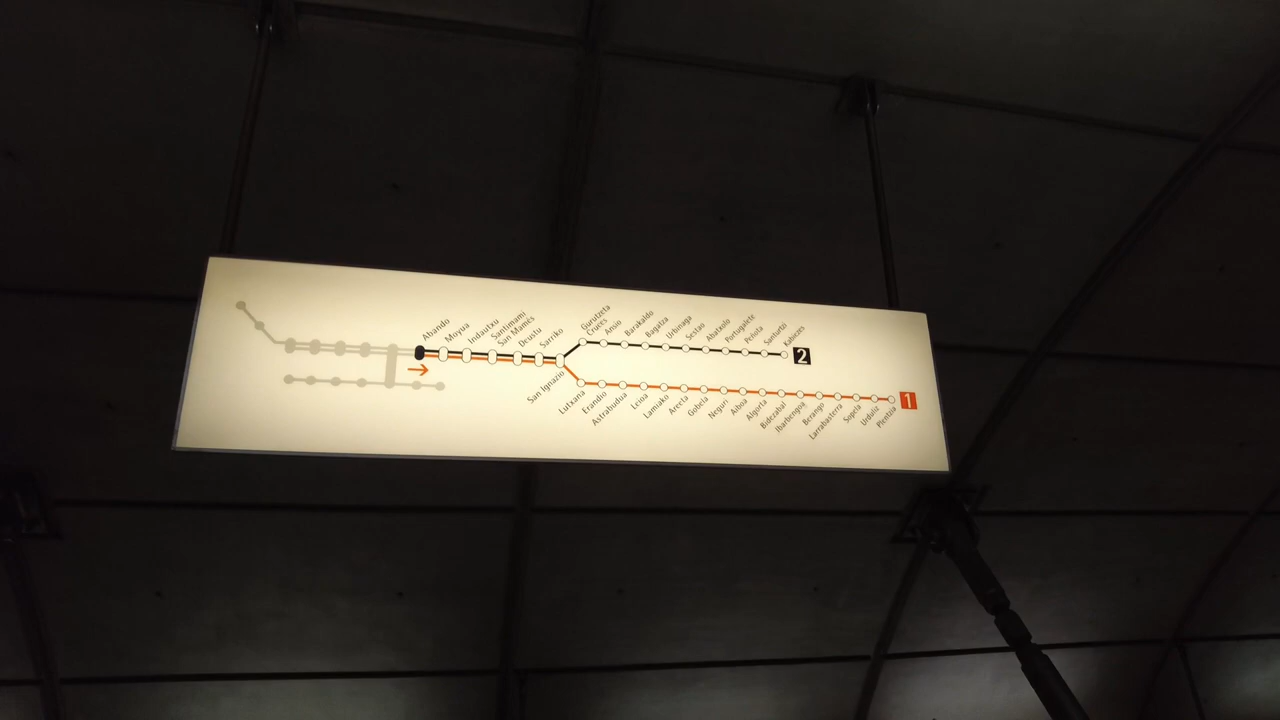 Abando
Moyua
Indautxu
Santimami
San Mamés
Deustu
Sarriko
San Ignazio
Gurutzeta
Cruces
Ansio
Barakaldo
Bagatza
Urbinaga
Sestao
Abatxolo
Portugalete
Peñota
Santurtzi
Kabiezes
2
Lutxana
Erandio
Astrabudua
Leioa
Lamiako
Areeta
Gobela
Neguri
Aiboa
Algorta
Bidezabal
Ibarbengoa
Berango
Larrabasterra
Sopela
Urduliz
Plentzia
1